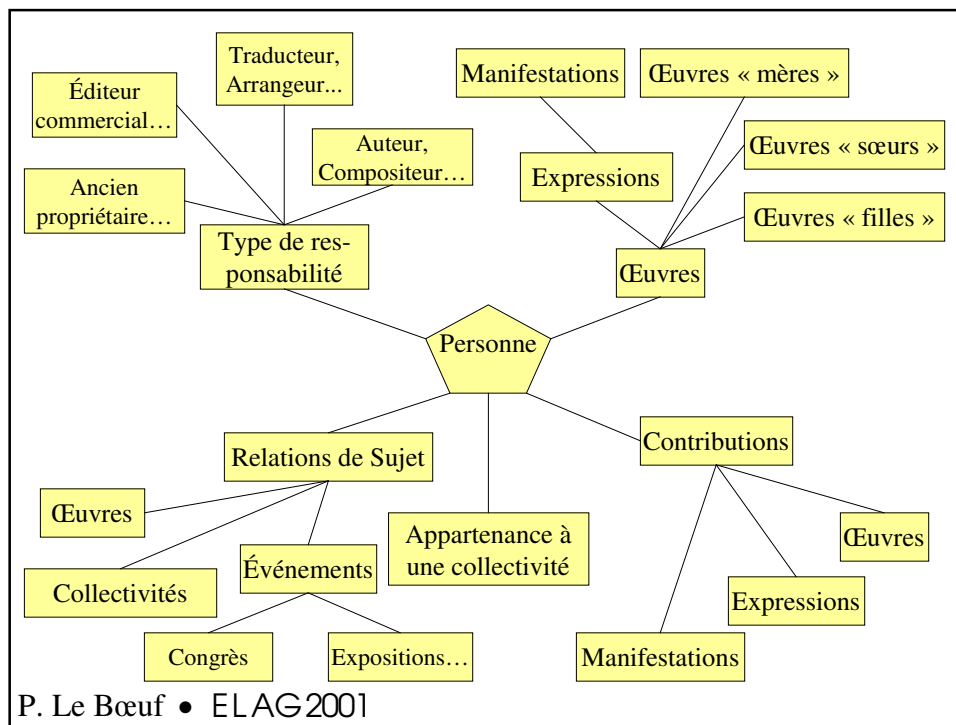 Traducteur,
Arrangeur...
Éditeur
commercial…
Auteur,
Compositeur…
Ancien
propriétaire…
Type de res-
ponsabilité
Manifestations
Œuvres « mères »
Œuvres « sœurs »
Expressions
Œuvres « filles »
Œuvres
Personne
Relations de Sujet
Œuvres
Collectivités
Événements
Congrès
Expositions…
Appartenance à
une collectivité
Contributions
Œuvres
Expressions
Manifestations
P. Le Bœuf • ELAG2001